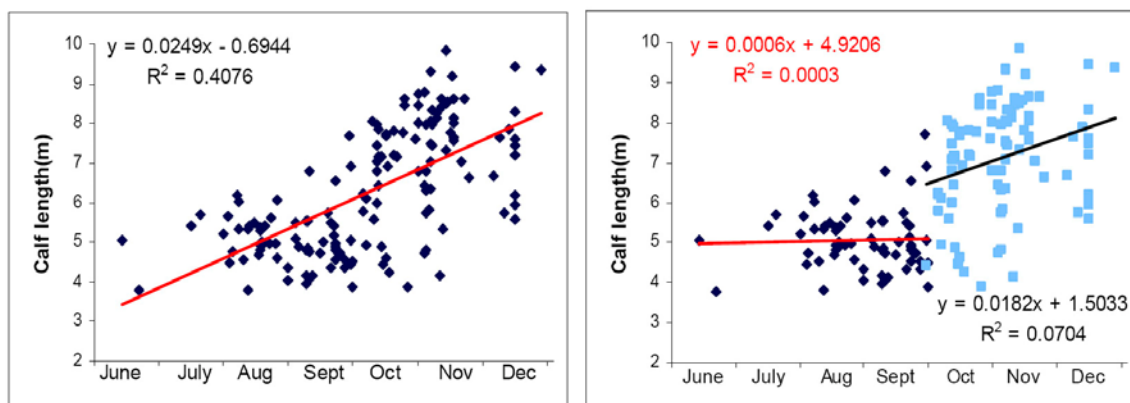 y = 0.0249x - 0.6944
R² = 0.4076
Calf length(m)
10
9
8
7
6
5
4
3
2
June July Aug Sept Oct Nov Dec
y = 0.0006x + 4.9206
R² = 0.0003
Calf length(m)
10
9
8
7
6
5
4
3
2
y = 0.0182x + 1.5033
R² = 0.0704
June July Aug Sept Oct Nov Dec